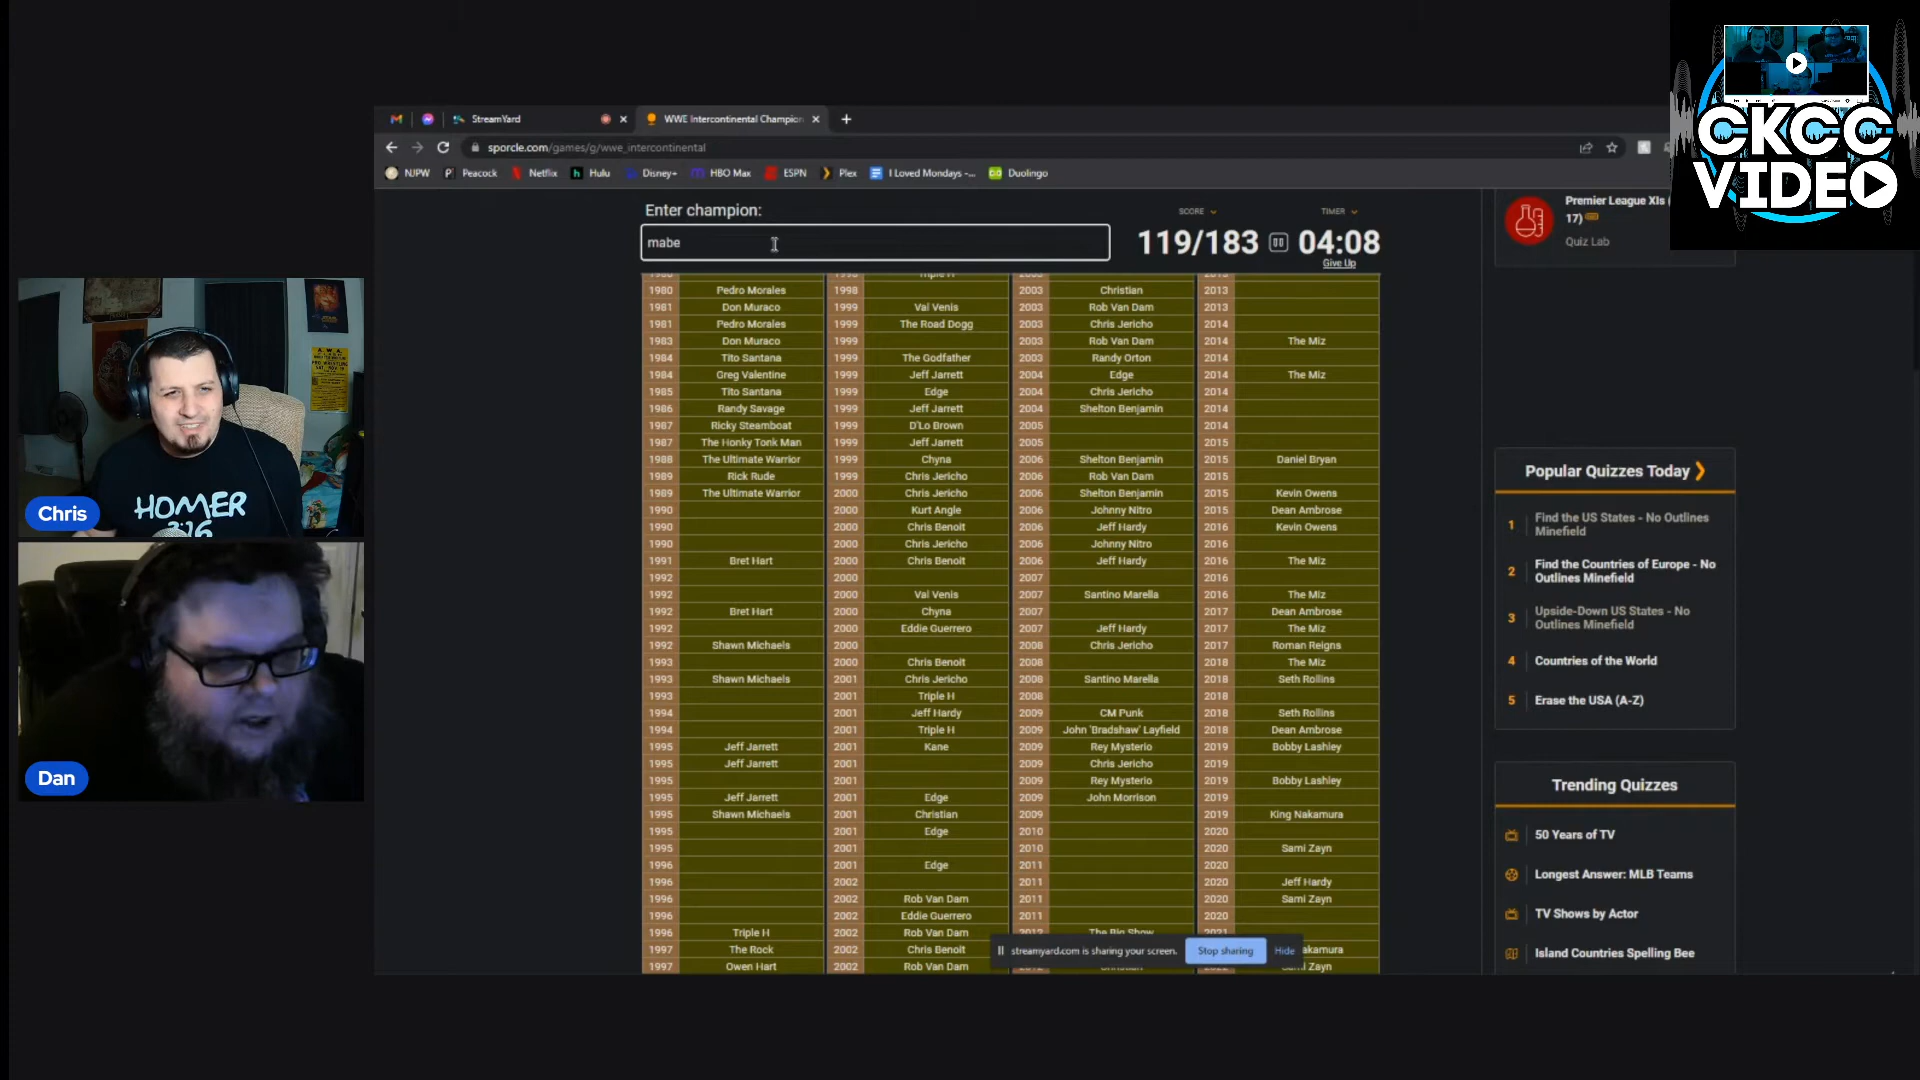 CKCC
VIDEO
StreamYard
WWE Intercontinental Champion
sporcle.com/games/g/wwe_intercontinental
NJPW
Peacock
Netflix
Hulu
Disney+
HBO Max
ESPN
Plex
I Loved Mondays -...
Duolingo
Enter champion:
mabe
SCORE
119/183
TIMER
04:08
Give Up
1980 Pedro Morales 1998 2003 Christian 2013
1981 Don Muraco 1999 Val Venis 2003 Rob Van Dam 2013
1981 Pedro Morales 1999 The Road Dogg 2003 Chris Jericho 2014
1983 Don Muraco 1999 2003 Rob Van Dam 2014 The Miz
1984 Tito Santana 1999 The Godfather 2003 Randy Orton 2014
1984 Greg Valentine 1999 Jeff Jarrett 2004 Edge 2014 The Miz
1985 Tito Santana 1999 Edge 2004 Chris Jericho 2014
1986 Randy Savage 1999 Jeff Jarrett 2004 Shelton Benjamin 2014
1987 Ricky Steamboat 1999 D'Lo Brown 2005 2014
1987 The Honky Tonk Man 1999 Jeff Jarrett 2005 2015
1988 The Ultimate Warrior 1999 Chyna 2006 Shelton Benjamin 2015 Daniel Bryan
1989 Rick Rude 1999 Chris Jericho 2006 Rob Van Dam 2015
1989 The Ultimate Warrior 2000 Chris Jericho 2006 Shelton Benjamin 2015 Kevin Owens
1990 2000 Kurt Angle 2006 Johnny Nitro 2015 Dean Ambrose
1990 2000 Chris Benoit 2006 Jeff Hardy 2016 Kevin Owens
1990 2000 Chris Jericho 2006 Johnny Nitro 2016
1991 Bret Hart 2000 Chris Benoit 2006 Jeff Hardy 2016 The Miz
1992 2000 2007 2016
1992 2000 Val Venis 2007 Santino Marella 2016 The Miz
1992 Bret Hart 2000 Chyna 2007 2017 Dean Ambrose
1992 2000 Eddie Guerrero 2007 Jeff Hardy 2017 The Miz
1992 Shawn Michaels 2000 2008 Chris Jericho 2017 Roman Reigns
1993 2000 Chris Benoit 2008 2018 The Miz
1993 Shawn Michaels 2001 Chris Jericho 2008 Santino Marella 2018 Seth Rollins
1993 2001 Triple H 2008 2018
1994 2001 Jeff Hardy 2009 CM Punk 2018 Seth Rollins
1994 2001 Triple H 2009 John 'Bradshaw' Layfield 2018 Dean Ambrose
1995 Jeff Jarrett 2001 Kane 2009 Rey Mysterio 2019 Bobby Lashley
1995 Jeff Jarrett 2001 2009 Chris Jericho 2019
1995 2001 2009 Rey Mysterio 2019 Bobby Lashley
1995 Jeff Jarrett 2001 Edge 2009 John Morrison 2019
1995 Shawn Michaels 2001 Christian 2009 2019 King Nakamura
1995 2001 Edge 2010 2020
1995 2001 2010 2020 Sami Zayn
1996 2001 Edge 2011 2020
1996 2002 2011 2020 Jeff Hardy
1996 2002 Rob Van Dam 2011 2020 Sami Zayn
1996 2002 Eddie Guerrero 2011 2020
1996 Triple H 2002 Rob Van Dam 2012 The Big Show 2021
1997 The Rock 2002 Chris Benoit
1997 Owen Hart 2002 Rob Van Dam
streamyard.com is sharing your screen.
Stop sharing
Hide
Premier League XIs (
17)
Quiz Lab
Popular Quizzes Today
1 Find the US States - No Outlines
Minefield
2 Find the Countries of Europe - No
Outlines Minefield
3 Upside-Down US States - No
Outlines Minefield
4 Countries of the World
5 Erase the USA (A-Z)
Trending Quizzes
50 Years of TV
Longest Answer: MLB Teams
TV Shows by Actor
Island Countries Spelling Bee
HOMER
3:16
Chris
Dan